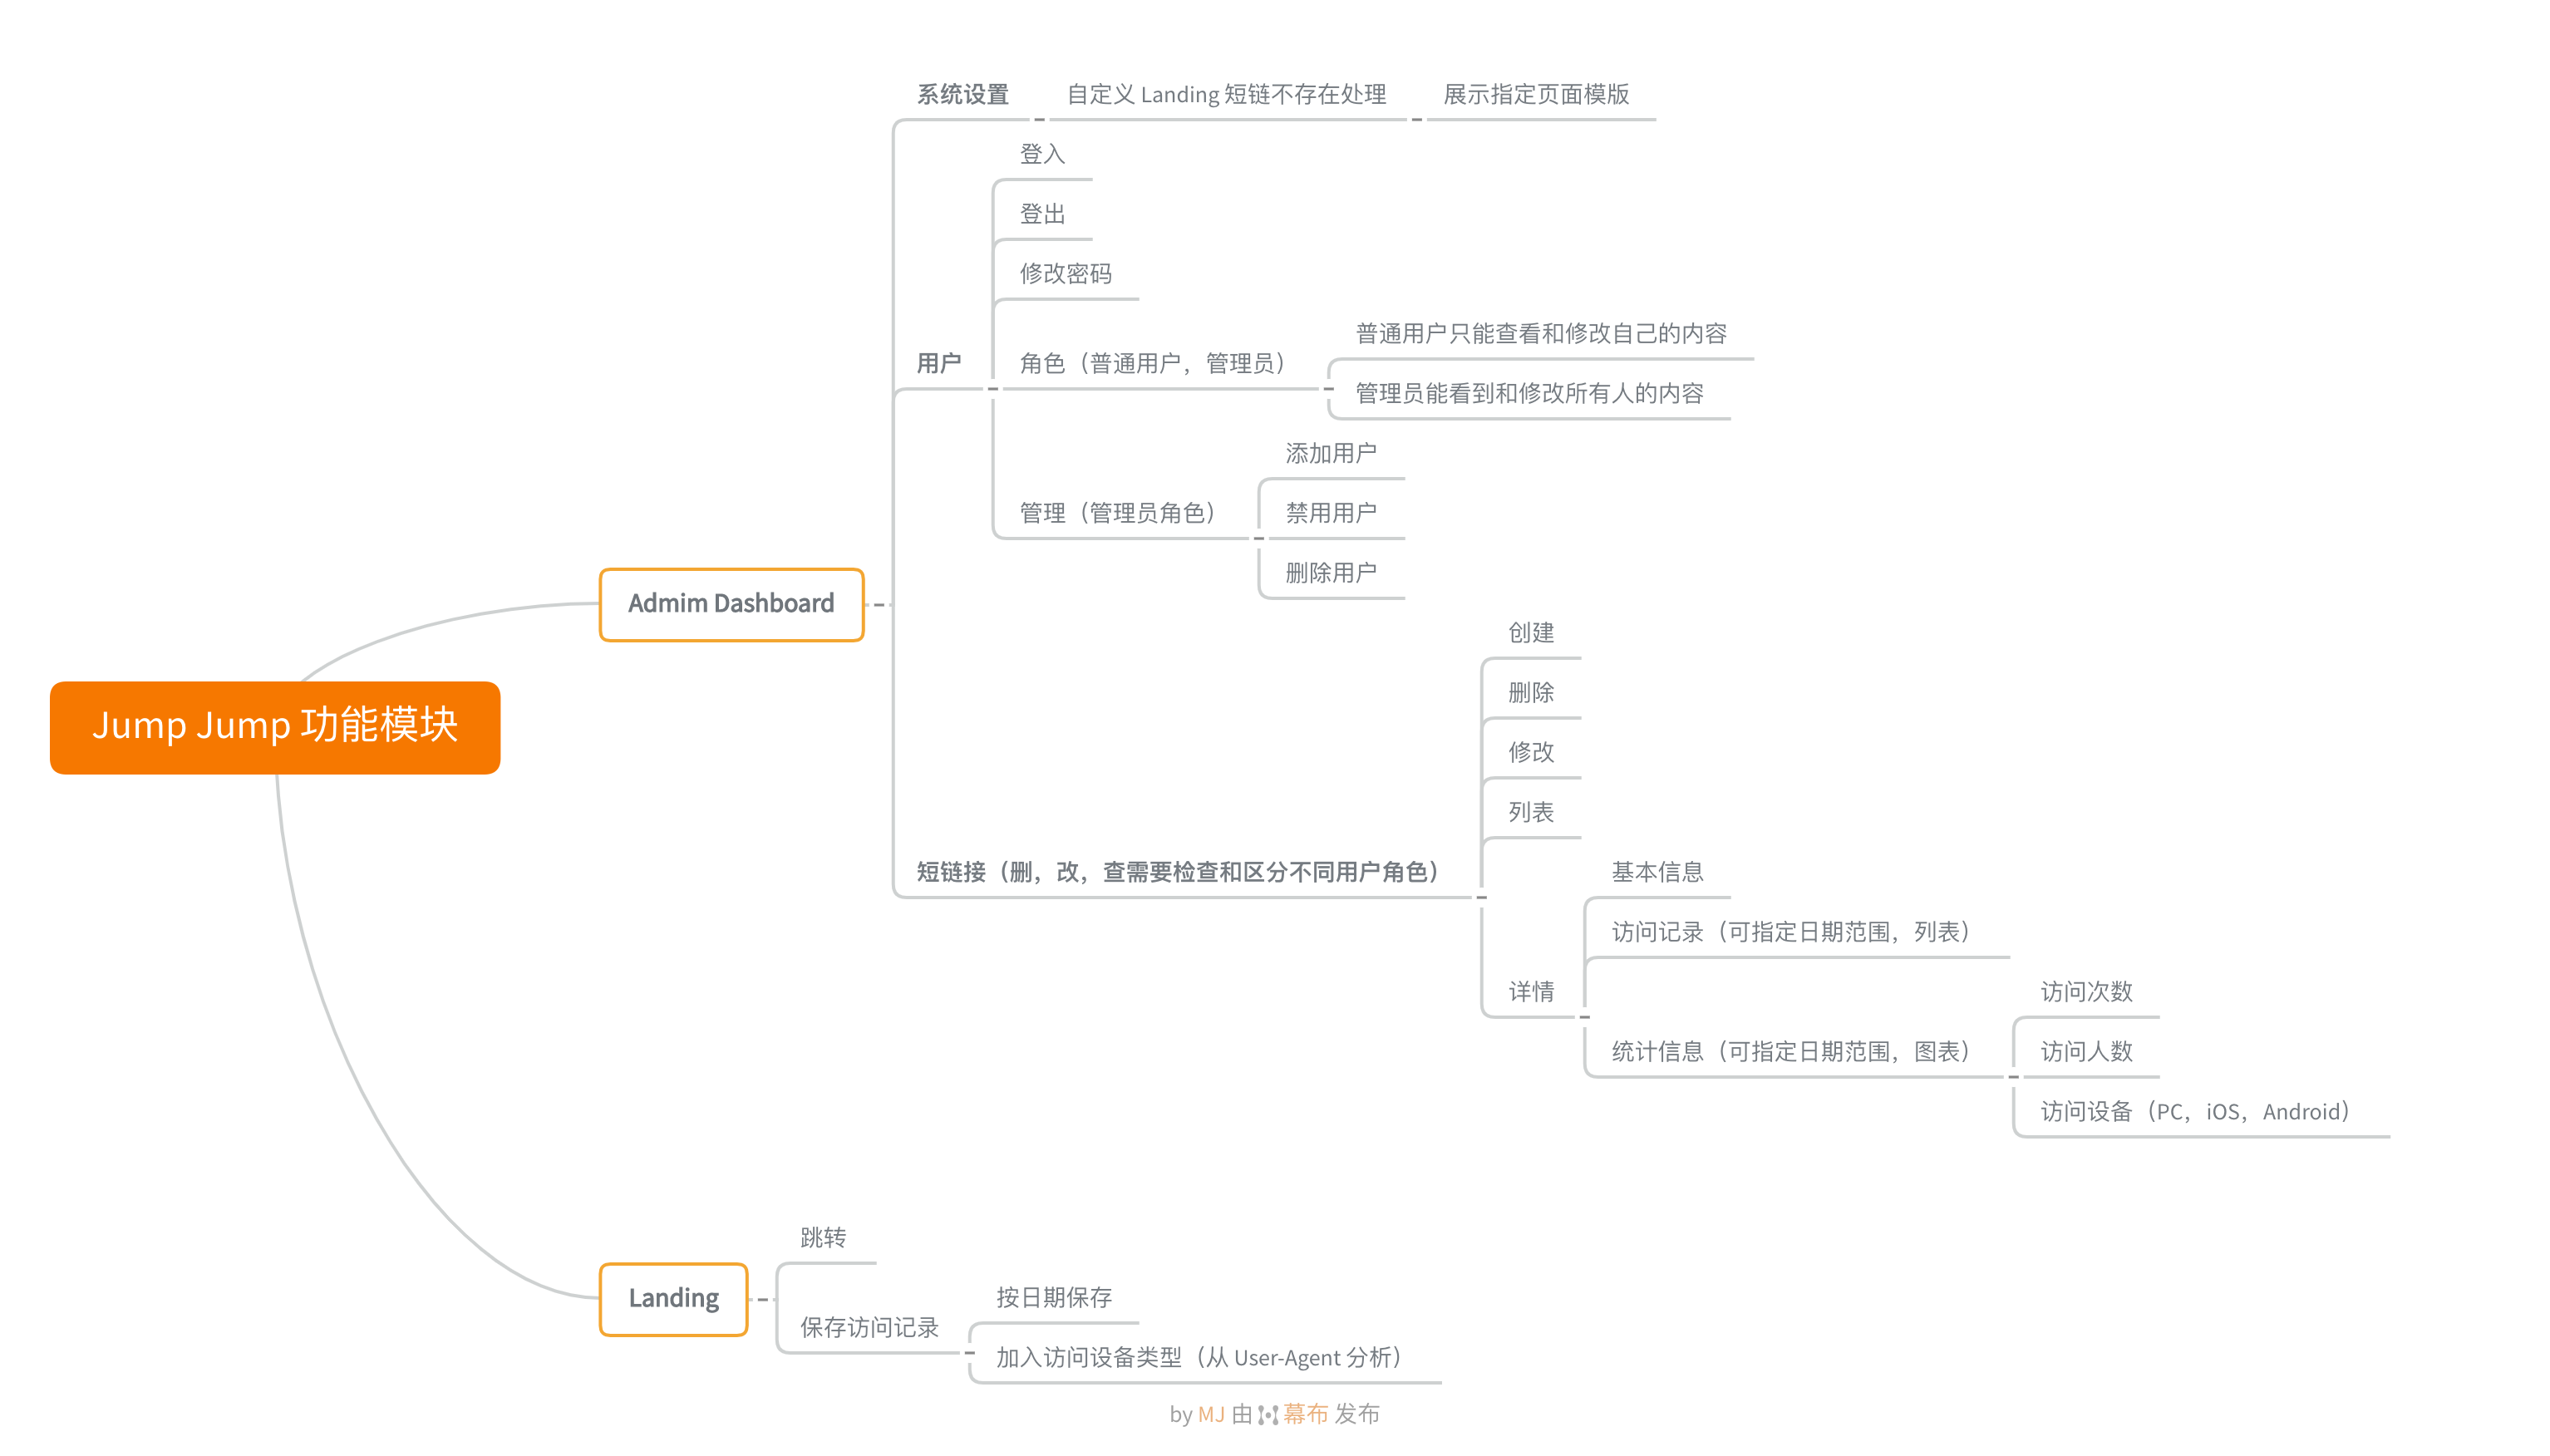 系统设置
自定义 Landing 短链不存在处理
展示指定页面模版
登入
登出
修改密码
用户
角色（普通用户，管理员）
普通用户只能查看和修改自己的内容
管理员能看到和修改所有人的内容
管理（管理员角色）
添加用户
禁用用户
删除用户
Admim Dashboard
Jump Jump 功能模块
短链接（删，改，查需要检查和区分不同用户角色）
创建
删除
修改
列表
详情
基本信息
访问记录（可指定日期范围，列表）
统计信息（可指定日期范围，图表）
访问次数
访问人数
访问设备（PC，iOS，Android）
Landing
跳转
保存访问记录
按日期保存
加入访问设备类型（从 User-Agent 分析）
by MJ 由 幕布 发布